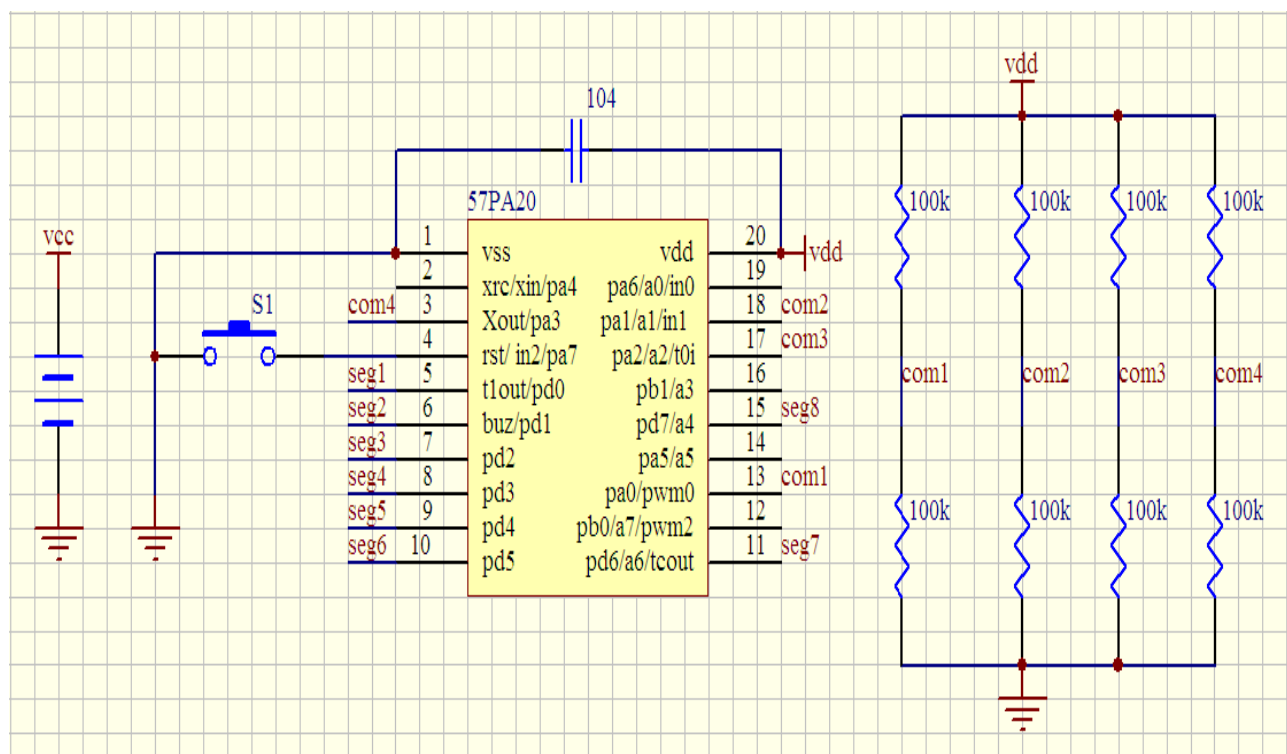 104
57PA20
vcc
vdd
S1
1 vss
2 xrc/xin/pa4
com4 3 Xout/pa3
4 rst/ in2/pa7
seg1 5 t1out/pd0
seg2 6 buz/pd1
seg3 7 pd2
seg4 8 pd3
seg5 9 pd4
seg6 10 pd5
vdd 20 vdd
pa6/a0/in0 19
pa1/a1/in1 18 com2
pa2/a2/t0i 17 com3
pb1/a3 16
pd7/a4 15 seg8
pa5/a5 14
pa0/pwm0 13 com1
pb0/a7/pwm2 12
pd6/a6/tcout 11 seg7
100k 100k 100k 100k
com1 com2 com3 com4
100k 100k 100k 100k